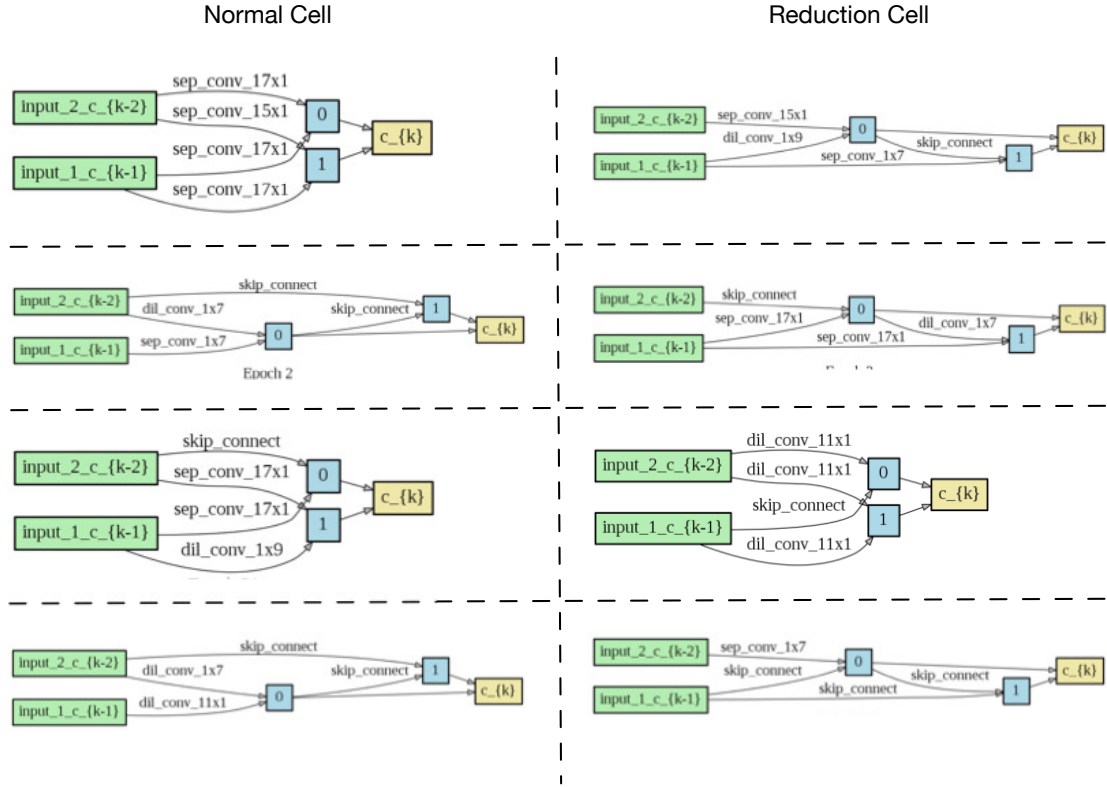 Normal Cell
Reduction Cell
sep_conv_17x1
input_2_c_{k-2}
sep_conv_15x1
0
c_{k}
sep_conv_17x1
1
input_1_c_{k-1}
sep_conv_17x1
input_2_c_{k-2}
sep_conv_15x1
0
dil_conv_1x9
skip_connect
c_{k}
input_1_c_{k-1}
sep_conv_1x7
1
input_2_c_{k-2}
skip_connect
dil_conv_1x7
skip_connect
1
0
c_{k}
input_1_c_{k-1}
sep_conv_1x7
Epoch 2
input_2_c_{k-2}
skip_connect
0
sep_conv_17x1
dil_conv_1x7
c_{k}
input_1_c_{k-1}
sep_conv_17x1
1
skip_connect
input_2_c_{k-2}
sep_conv_17x1
0
c_{k}
sep_conv_17x1
1
input_1_c_{k-1}
dil_conv_1x9
dil_conv_11x1
input_2_c_{k-2}
dil_conv_11x1
0
c_{k}
skip_connect
1
input_1_c_{k-1}
dil_conv_11x1
input_2_c_{k-2}
skip_connect
dil_conv_1x7
skip_connect
1
0
c_{k}
input_1_c_{k-1}
dil_conv_11x1
input_2_c_{k-2}
sep_conv_1x7
0
skip_connect
skip_connect
c_{k}
input_1_c_{k-1}
skip_connect
1